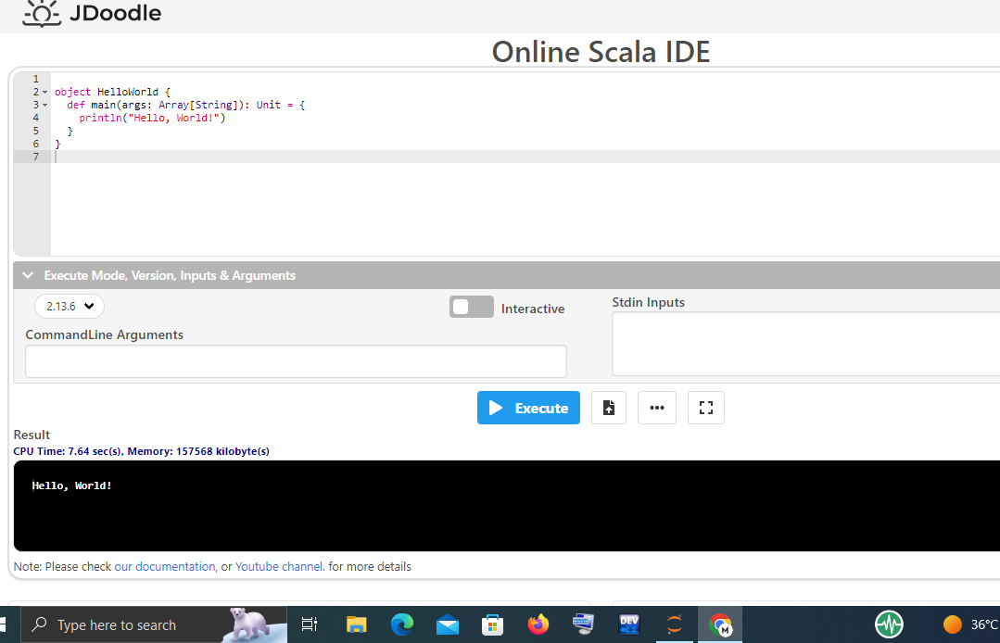 JDoodle
Online Scala IDE
1
2 object HelloWorld {
3   def main(args: Array[String]): Unit = {
4     println("Hello, World!")
5   }
6 }
7
Execute Mode, Version, Inputs & Arguments
2.13.6
Interactive
Stdin Inputs
CommandLine Arguments
Execute
Result
CPU Time: 7.64 sec(s), Memory: 157568 kilobyte(s)
Hello, World!
Note: Please check our documentation, or Youtube channel. for more details
Type here to search
DEV
M
36°C